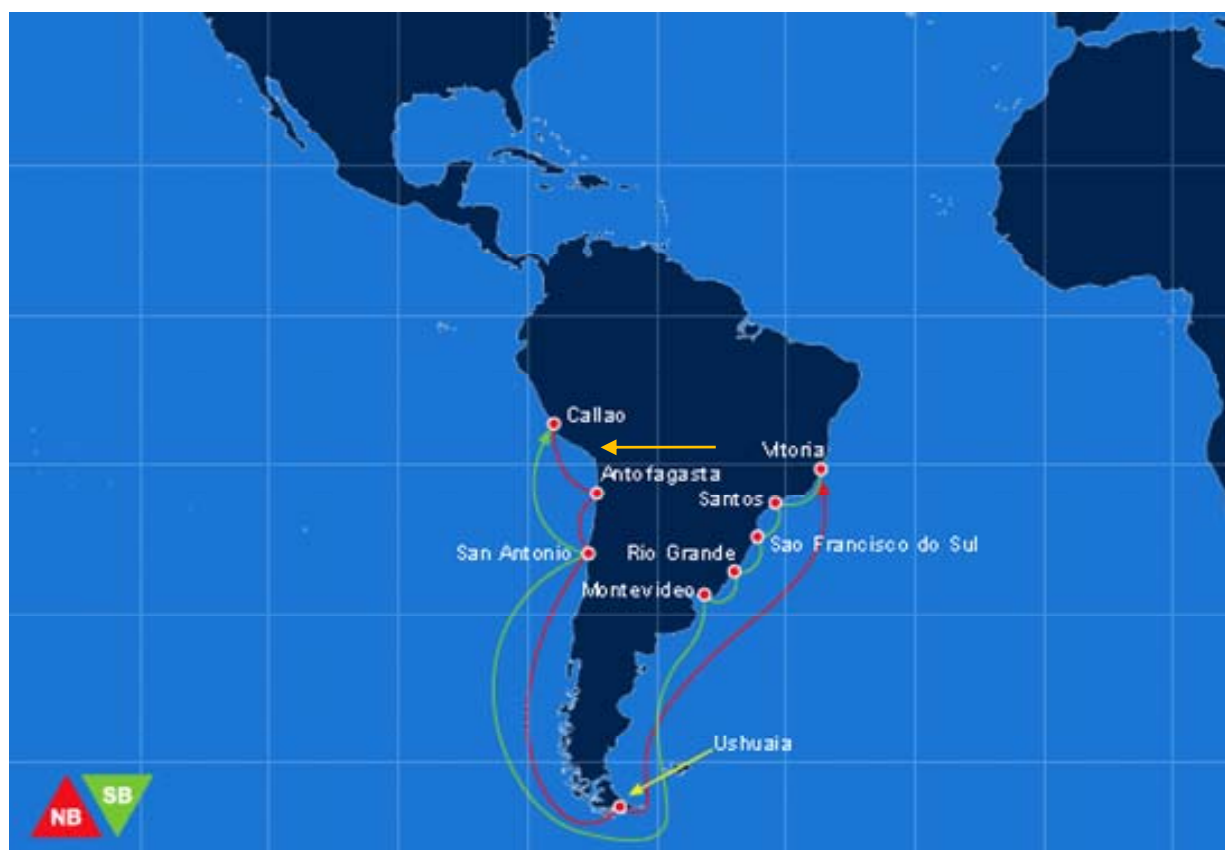 Callao
Vitoria
Antofagasta
Santos
San Antonio
Rio Grande
Sao Francisco do Sul
Montevideo
Ushuaia
SB
NB